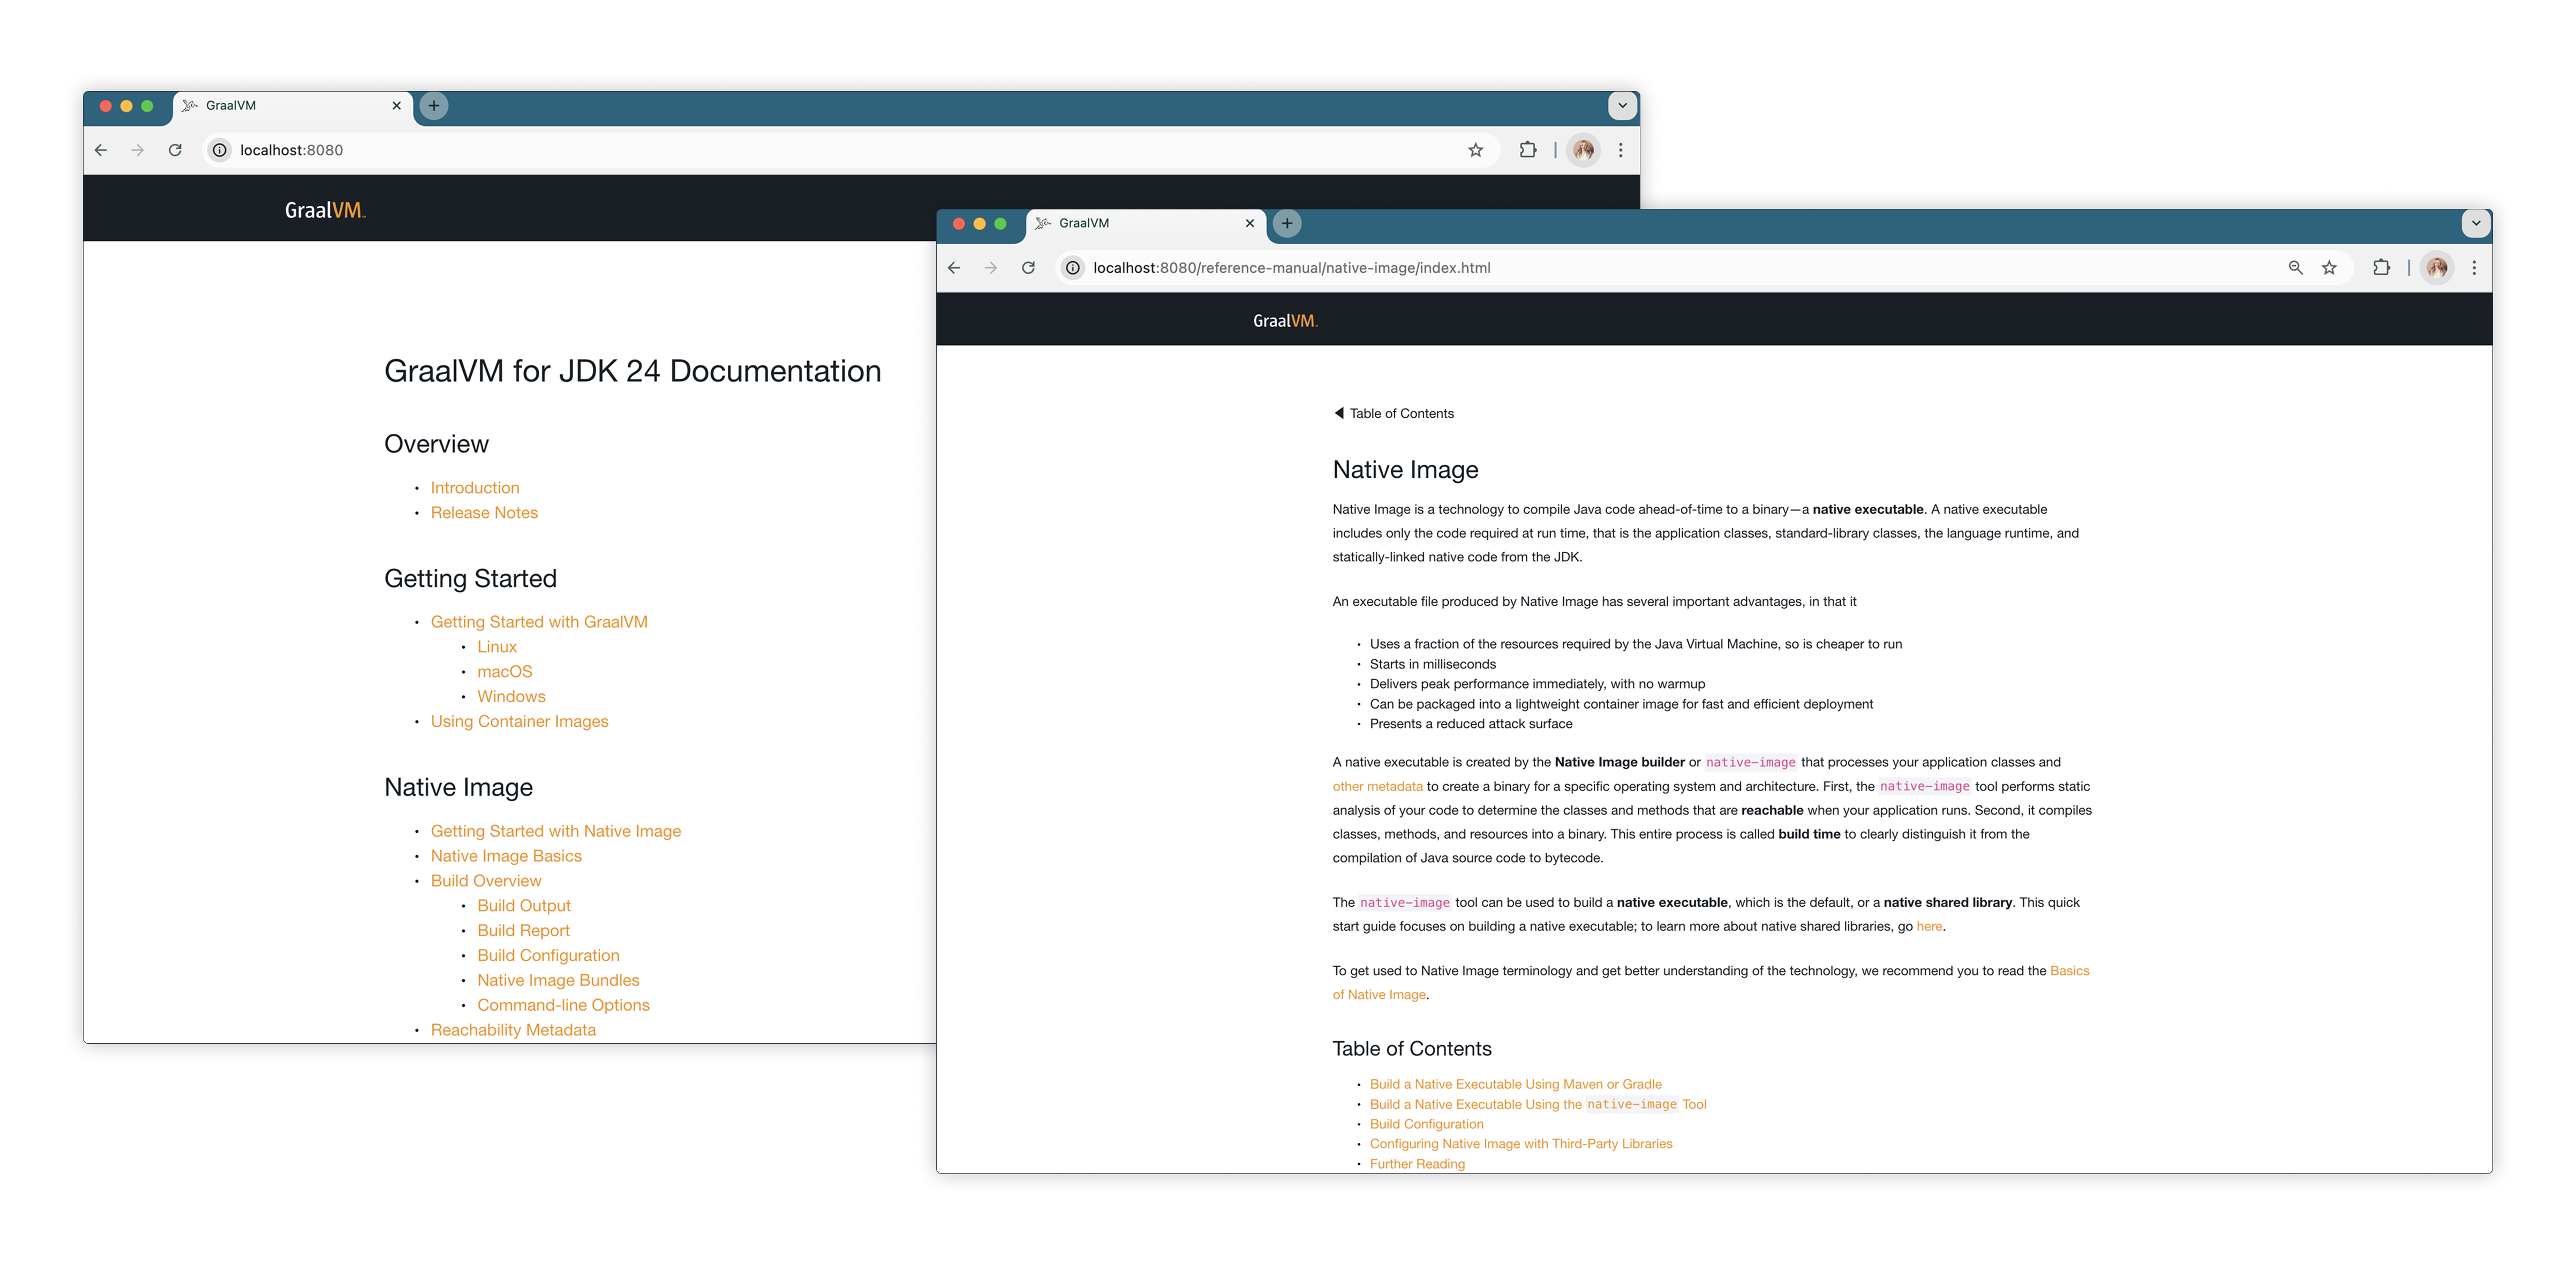 GraalVM
localhost:8080
GraalVM
GraalVM for JDK 24 Documentation
Overview
• Introduction
• Release Notes
Getting Started
• Getting Started with GraalVM
• Linux
• macOS
• Windows
• Using Container Images
Native Image
• Getting Started with Native Image
• Native Image Basics
• Build Overview
• Build Output
• Build Report
• Build Configuration
• Native Image Bundles
• Command-line Options
• Reachability Metadata
GraalVM
localhost:8080/reference-manual/native-image/index.html
GraalVM
Table of Contents
Native Image
Native Image is a technology to compile Java code ahead-of-time to a binary—a native executable. A native executable
includes only the code required at run time, that is the application classes, standard-library classes, the language runtime, and
statically-linked native code from the JDK.
An executable file produced by Native Image has several important advantages, in that it
• Uses a fraction of the resources required by the Java Virtual Machine, so is cheaper to run
• Starts in milliseconds
• Delivers peak performance immediately, with no warmup
• Can be packaged into a lightweight container image for fast and efficient deployment
• Presents a reduced attack surface
A native executable is created by the Native Image builder or native-image that processes your application classes and
other metadata to create a binary for a specific operating system and architecture. First, the native-image tool performs static
analysis of your code to determine the classes and methods that are reachable when your application runs. Second, it compiles
classes, methods, and resources into a binary. This entire process is called build time to clearly distinguish it from the
compilation of Java source code to bytecode.
The native-image tool can be used to build a native executable, which is the default, or a native shared library. This quick
start guide focuses on building a native executable; to learn more about native shared libraries, go here.
To get used to Native Image terminology and get better understanding of the technology, we recommend you to read the Basics
of Native Image.
Table of Contents
• Build a Native Executable Using Maven or Gradle
• Build a Native Executable Using the native-image Tool
• Build Configuration
• Configuring Native Image with Third-Party Libraries
• Further Reading